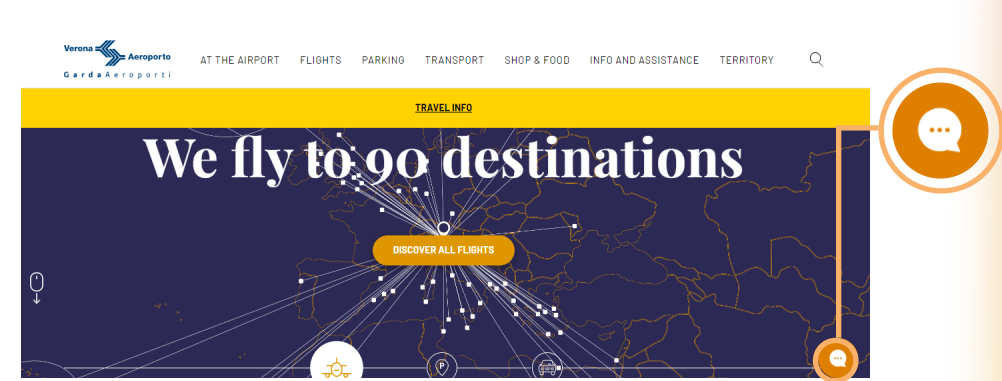 Verona Aeroporto
GardaAeroporti
AT THE AIRPORT FLIGHTS PARKING TRANSPORT SHOP & FOOD INFO AND ASSISTANCE TERRITORY
TRAVEL INFO
We fly to 90 destinations
DISCOVER ALL FLIGHTS
P